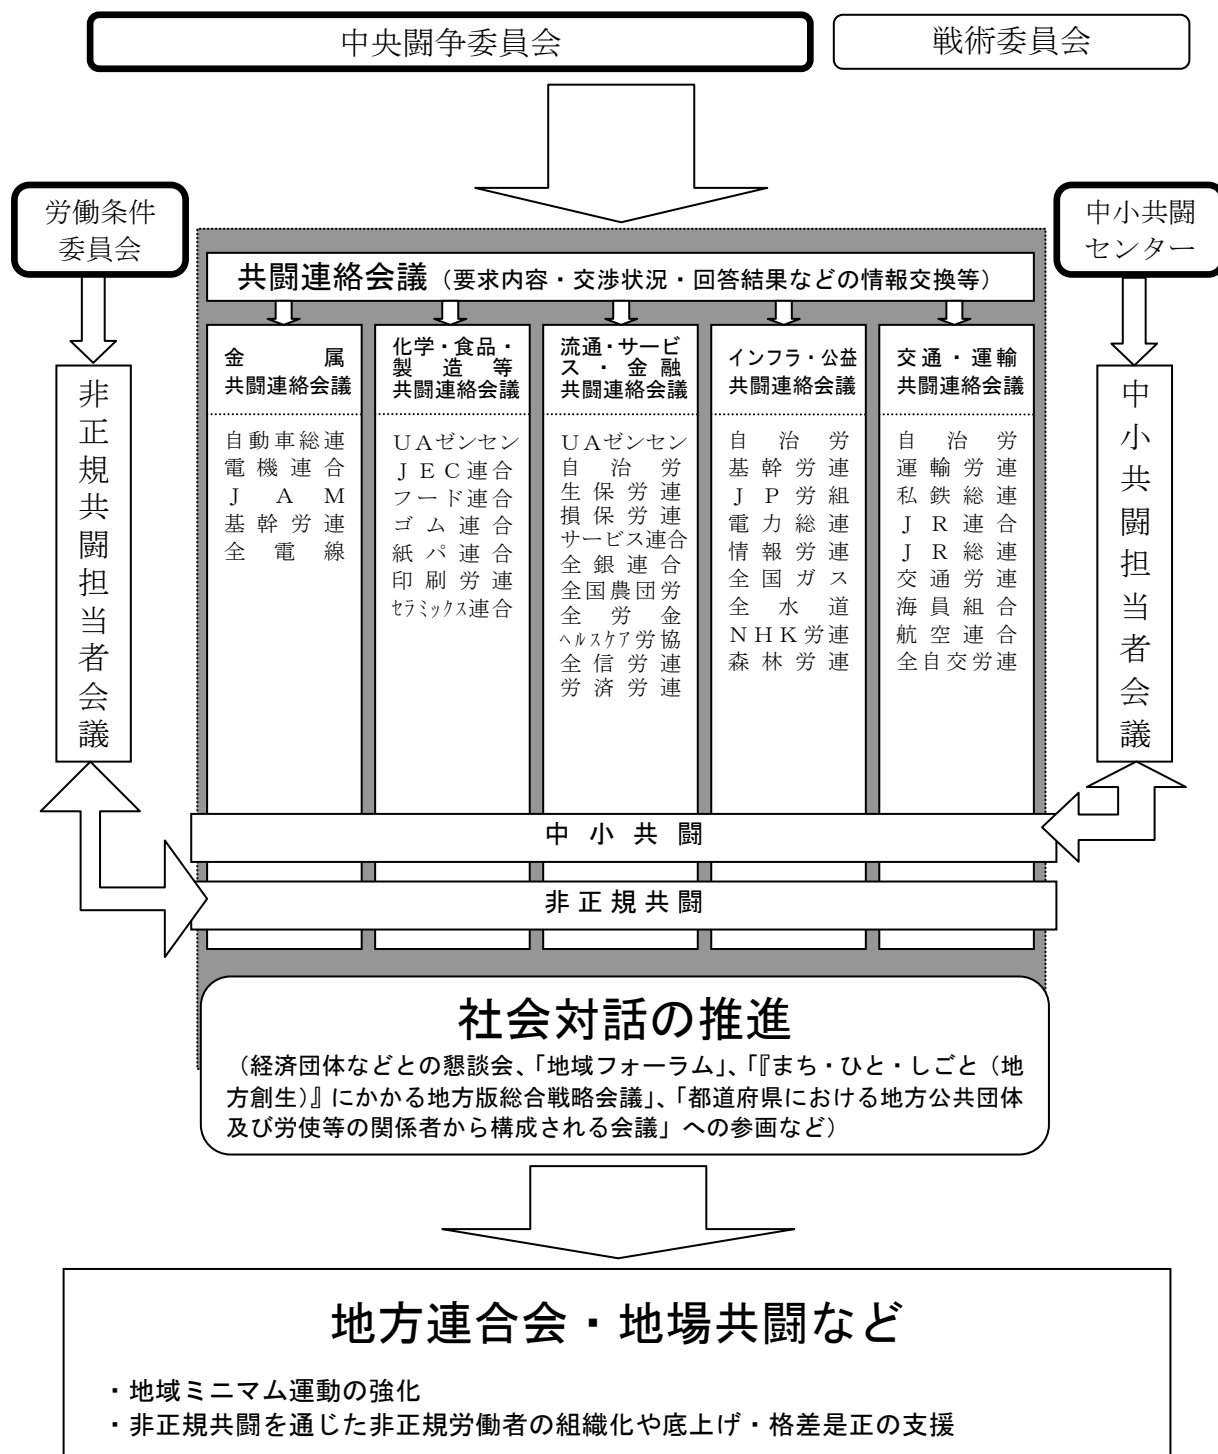 中央闘争委員会
戦術委員会
労働条件
委員会
中小共闘
センター
共闘連絡会議（要求内容・交渉状況・回答結果などの情報交換等）
非正規共闘担当者会議
金属
共闘連絡会議
自動車総連
電機連合
ＪＡＭ
基幹労連
全電線
化学・食品・
製造等
共闘連絡会議
ＵＡゼンセン
ＪＥＣ連合
フード連合
ゴム連合
紙パ連合
印刷労連
セラミックス連合
流通・サービ
ス・金融
共闘連絡会議
ＵＡゼンセン
自治労
生保労連
損保労連
サービス連合
全銀連合
全国農団労
全労金
ヘルスケア労協
全信労連
労済労連
インフラ・公益
共闘連絡会議
自治労
基幹労連
ＪＰ労組
電力総連
情報労連
全国ガス
全水道
ＮＨＫ労連
森林労連
交通・運輸
共闘連絡会議
自治労
運輸労連
私鉄総連
ＪＲ連合
ＪＲ総連
交通労連
海員組合
航空連合
全自交労連
中小共闘担当者会議
中小共闘
非正規共闘
社会対話の推進
（経済団体などとの懇談会、「地域フォーラム」、「『まち・ひと・しごと（地
方創生）』にかかる地方版総合戦略会議」、「都道府県における地方公共団体
及び労使等の関係者から構成される会議」への参画など）
地方連合会・地場共闘など
・地域ミニマム運動の強化
・非正規共闘を通じた非正規労働者の組織化や底上げ・格差是正の支援